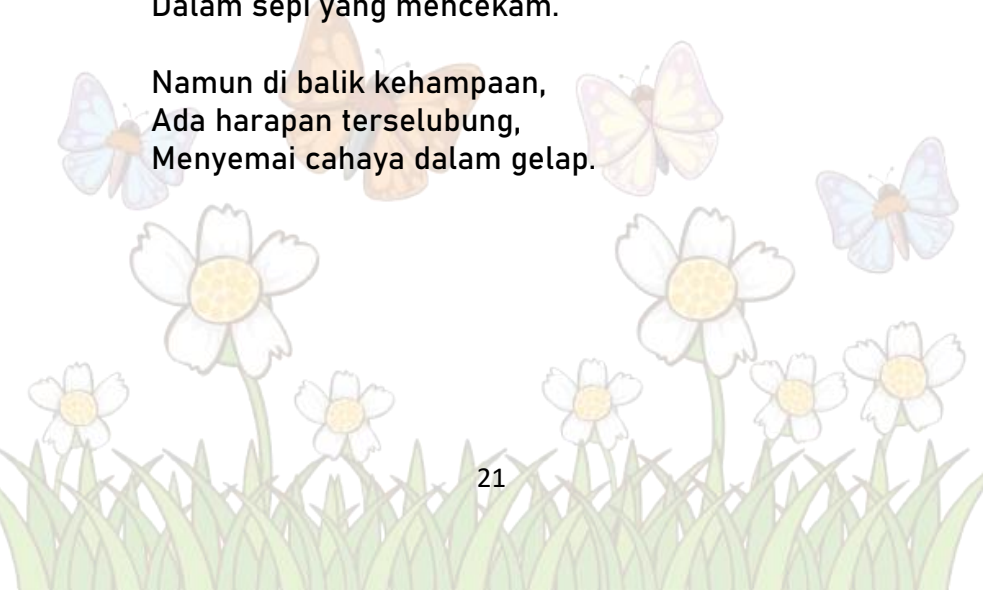 Dalam sepi yang mencekam.
Namun di balik kehampaan,
Ada harapan terselubung,
Menyemai cahaya dalam gelap.
21